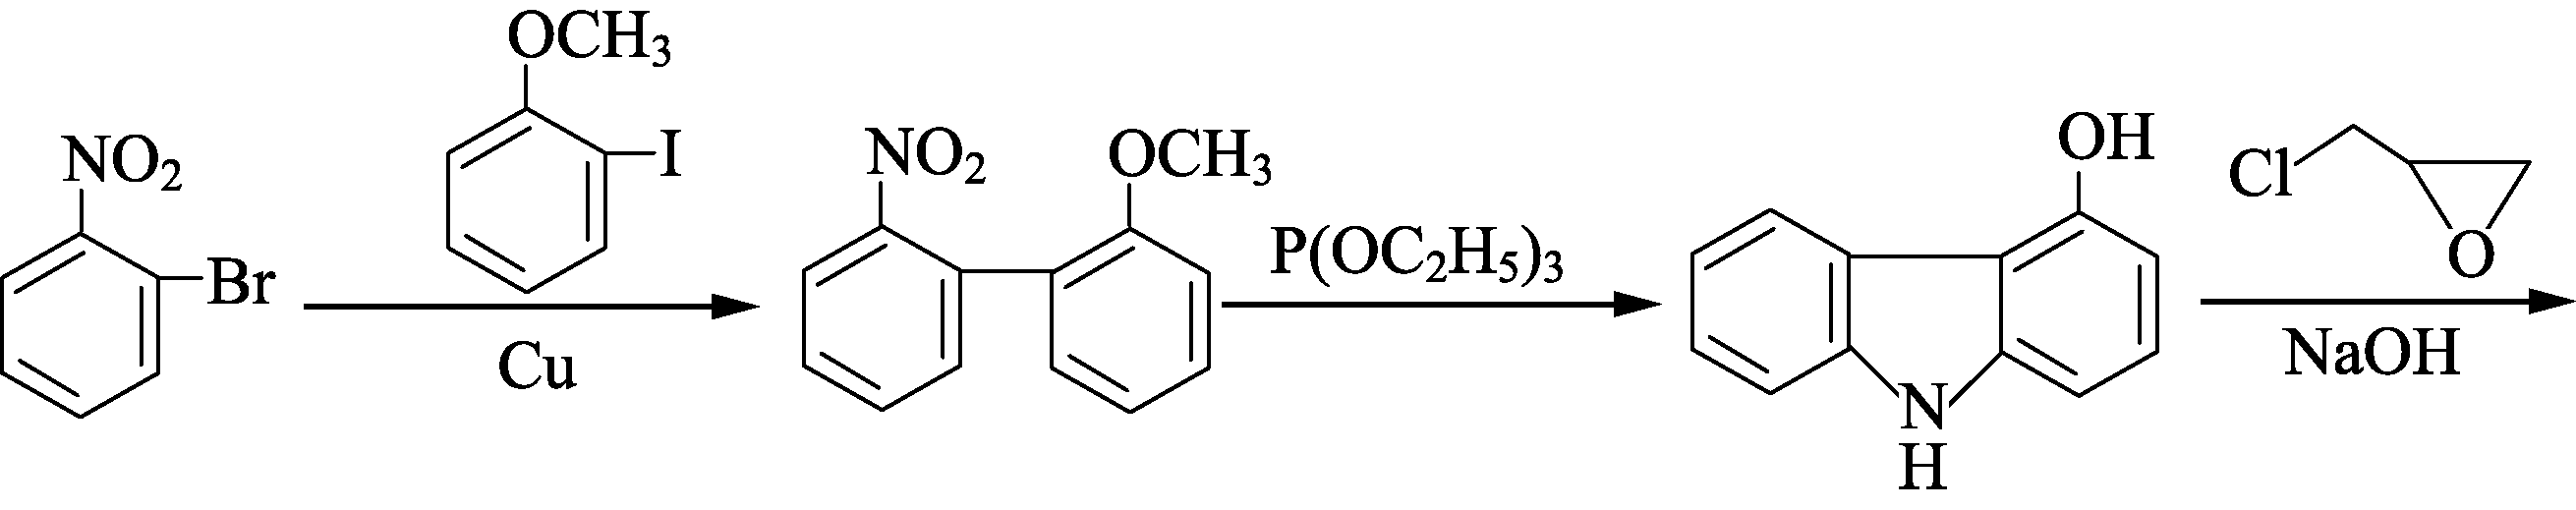 NO₂
Br
OCH₃
I
Cu
NO₂
OCH₃
P(OC₂H₅)₃
OH
N
H
Cl
O
NaOH